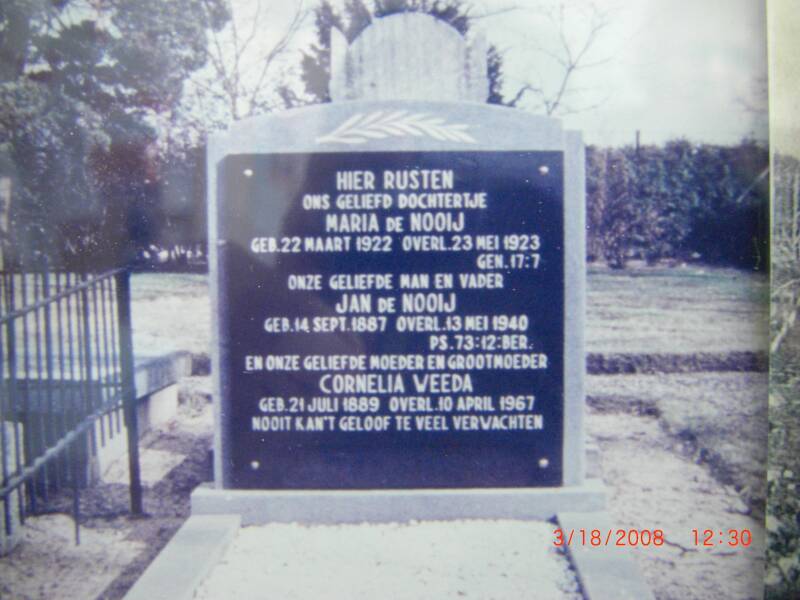 HIER RUSTEN
ONS GELIEFD DOCHTERTJE
MARIA DE NOOIJ
GEB. 22 MAART 1922 OVERL. 23 MEI 1923
GEN. 17:7
ONZE GELIEFDE MAN EN VADER
JAN DE NOOIJ
GEB. 14 SEPT. 1887 OVERL. 13 MEI 1940
PS. 73:12: BER.
EN ONZE GELIEFDE MOEDER EN GROOTMOEDER
CORNELIA WEEDA
GEB. 21 JULI 1889 OVERL. 10 APRIL 1967
NOOIT KAN'T GELOOF TE VEEL VERWACHTEN
3/18/2008 12:30